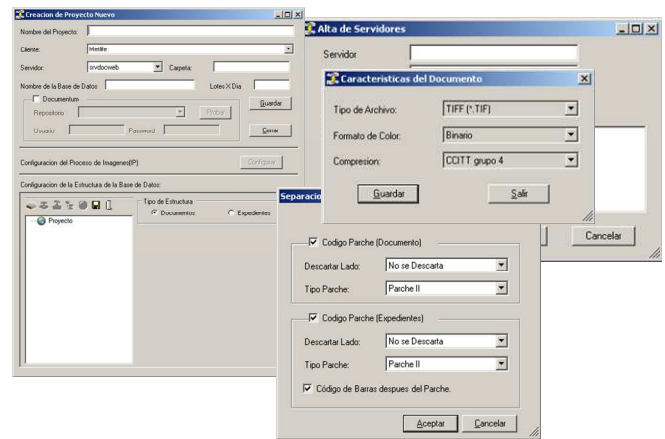 Creacion de Proyecto Nuevo
Nombre del Proyecto:
Cliente: Metlife
Servidor: srvdocweb Carpeta:
Nombre de la Base de Datos Lotes X Dia
Documentum
Repositorio Probar
Guardar
Usuario Password
Cerrar
Configuracion del Proceso de Imagenes(IP) Configurar
Configuracion de la Estructura de la Base de Datos:
Tipo de Estructura
Documentos Expedientes
Proyecto
Alta de Servidores
Servidor
Cancelar
Caracteristicas del Documento
Tipo de Archivo: TIFF (*.TIF)
Formato de Color: Binario
Compresion: CCITT grupo 4
Guardar Salir
Separacio
Codigo Parche (Documento)
Descartar Lado: No se Descarta
Tipo Parche: Parche II
Codigo Parche (Expedientes)
Descartar Lado: No se Descarta
Tipo Parche: Parche II
Código de Barras despues del Parche.
Aceptar Cancelar